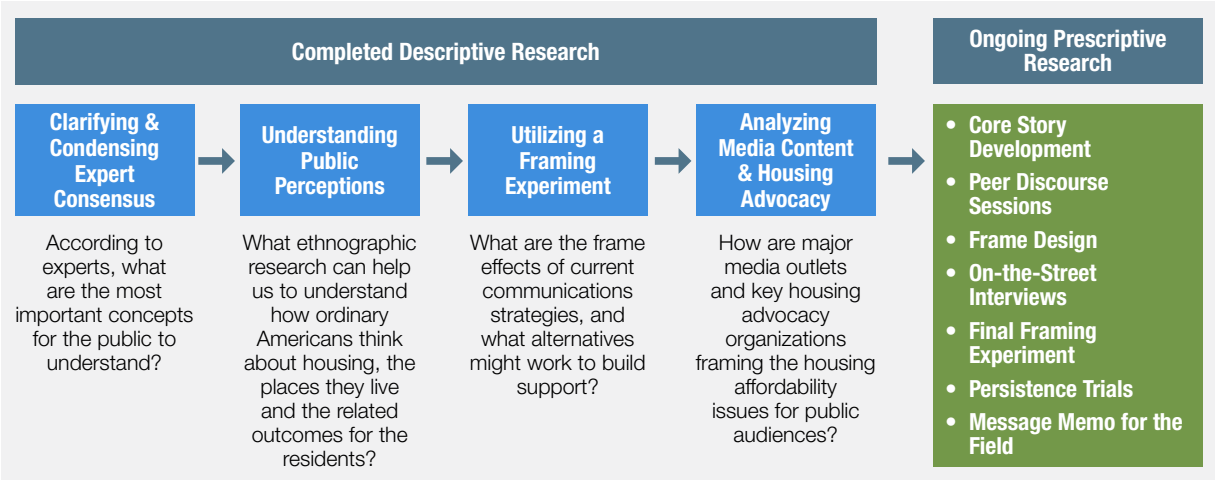 Completed Descriptive Research
Ongoing Prescriptive
Research
Clarifying &
Condensing
Expert
Consensus
According to
experts, what
are the most
important concepts
for the public to
understand?
Understanding
Public
Perceptions
What ethnographic
research can help
us to understand
how ordinary
Americans think
about housing, the
places they live
and the related
outcomes for the
residents?
Utilizing a
Framing
Experiment
What are the frame
effects of current
communications
strategies, and
what alternatives
might work to build
support?
Analyzing
Media Content
& Housing
Advocacy
How are major
media outlets
and key housing
advocacy
organizations
framing the housing
affordability
issues for public
audiences?
• Core Story
Development
• Peer Discourse
Sessions
• Frame Design
• On-the-Street
Interviews
• Final Framing
Experiment
• Persistence Trials
• Message Memo for the
Field